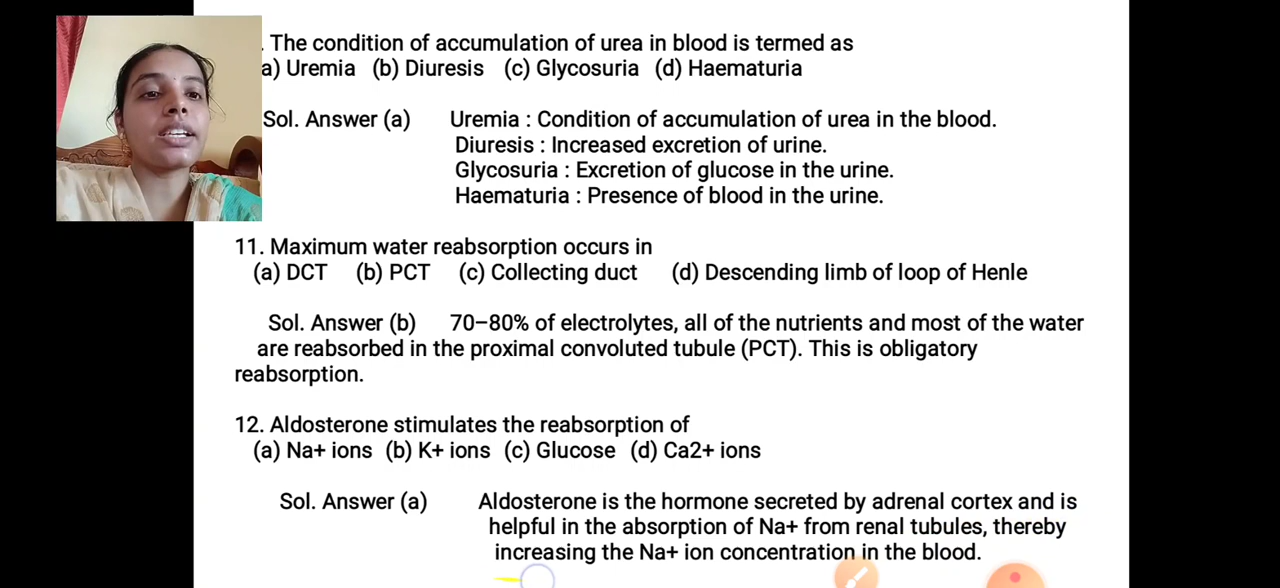 . The condition of accumulation of urea in blood is termed as
a) Uremia (b) Diuresis (c) Glycosuria (d) Haematuria
Sol. Answer (a) Uremia : Condition of accumulation of urea in the blood.
Diuresis : Increased excretion of urine.
Glycosuria : Excretion of glucose in the urine.
Haematuria : Presence of blood in the urine.
11. Maximum water reabsorption occurs in
(a) DCT (b) PCT (c) Collecting duct (d) Descending limb of loop of Henle
Sol. Answer (b) 70–80% of electrolytes, all of the nutrients and most of the water
are reabsorbed in the proximal convoluted tubule (PCT). This is obligatory
reabsorption.
12. Aldosterone stimulates the reabsorption of
(a) Na+ ions (b) K+ ions (c) Glucose (d) Ca2+ ions
Sol. Answer (a) Aldosterone is the hormone secreted by adrenal cortex and is
helpful in the absorption of Na+ from renal tubules, thereby
increasing the Na+ ion concentration in the blood.